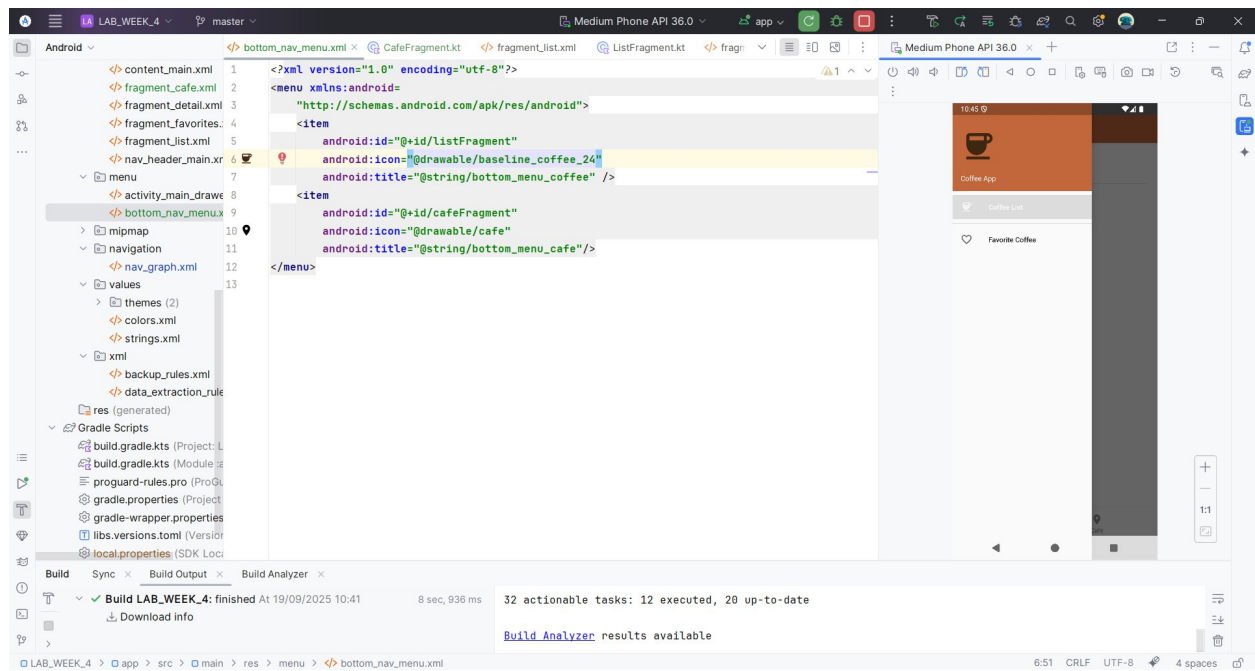 LA LAB_WEEK_4 master Medium Phone API 36.0 app
Android
bottom_nav_menu.xml CafeFragment.kt fragment_list.xml ListFragment.kt fragn
Medium Phone API 36.0
content_main.xml
fragment_cafe.xml
fragment_detail.xml
fragment_favorites.
fragment_list.xml
nav_header_main.xr
menu
activity_main_drawe
bottom_nav_menu.x
mipmap
navigation
nav_graph.xml
values
themes (2)
colors.xml
strings.xml
xml
backup_rules.xml
data_extraction_rule
res (generated)
Gradle Scripts
build.gradle.kts (Project: L
build.gradle.kts (Module :a
proguard-rules.pro (ProGu
gradle.properties (Project
gradle-wrapper.properties
libs.versions.toml (Version
local.properties (SDK Loca
1 <?xml version="1.0" encoding="utf-8"?>
2 <menu xmlns:android=
3 "http://schemas.android.com/apk/res/android">
4 <item
5 android:id="@+id/listFragment"
6 android:icon="@drawable/baseline_coffee_24"
7 android:title="@string/bottom_menu_coffee" />
8 <item
9 android:id="@+id/cafeFragment"
10 android:icon="@drawable/cafe"
11 android:title="@string/bottom_menu_cafe"/>
12 </menu>
13
1
10:45
Coffee App
Coffee List
Favorite Coffee
Cafe
1:1
Build Sync Build Output Build Analyzer
Build LAB_WEEK_4: finished At 19/09/2025 10:41 8 sec, 936 ms
Download info
32 actionable tasks: 12 executed, 20 up-to-date
Build Analyzer results available
LAB_WEEK_4 > app > src > main > res > menu > bottom_nav_menu.xml
6:51 CRLF UTF-8 4 spaces